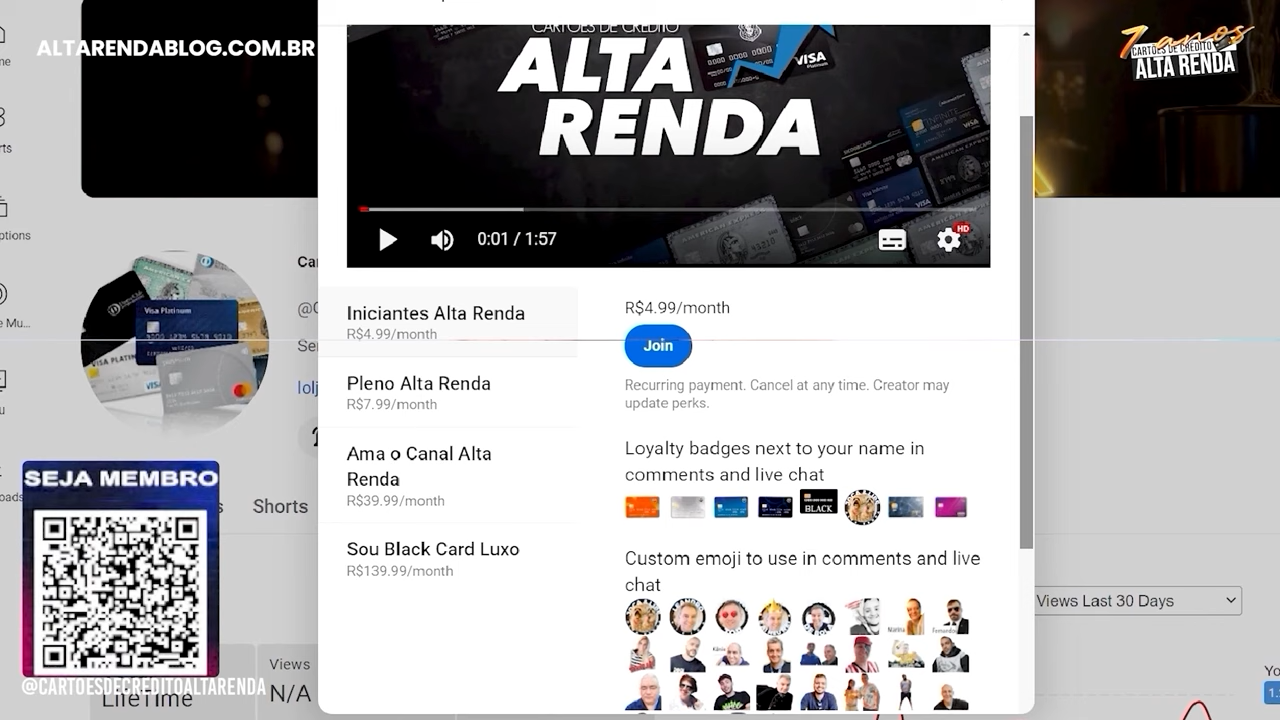 ALTARENDABLOG.COM.BR
CARTÕES DE CRÉDITO
ALTA
RENDA
VISA
7 anos
CARTÕES DE CRÉDITO
ALTA RENDA
0:01 / 1:57
HD
Iniciantes Alta Renda
R$4.99/month
Pleno Alta Renda
R$7.99/month
Ama o Canal Alta
Renda
R$39.99/month
Sou Black Card Luxo
R$139.99/month
R$4.99/month
Join
Recurring payment. Cancel at any time. Creator may
update perks.
Loyalty badges next to your name in
comments and live chat
BLACK
Custom emoji to use in comments and live
chat
Visa Platinum
SEJA MEMBRO
Shorts
Views
N/A
LifeTime
@CARTOESDECREDITOALTARENDA
Views Last 30 Days